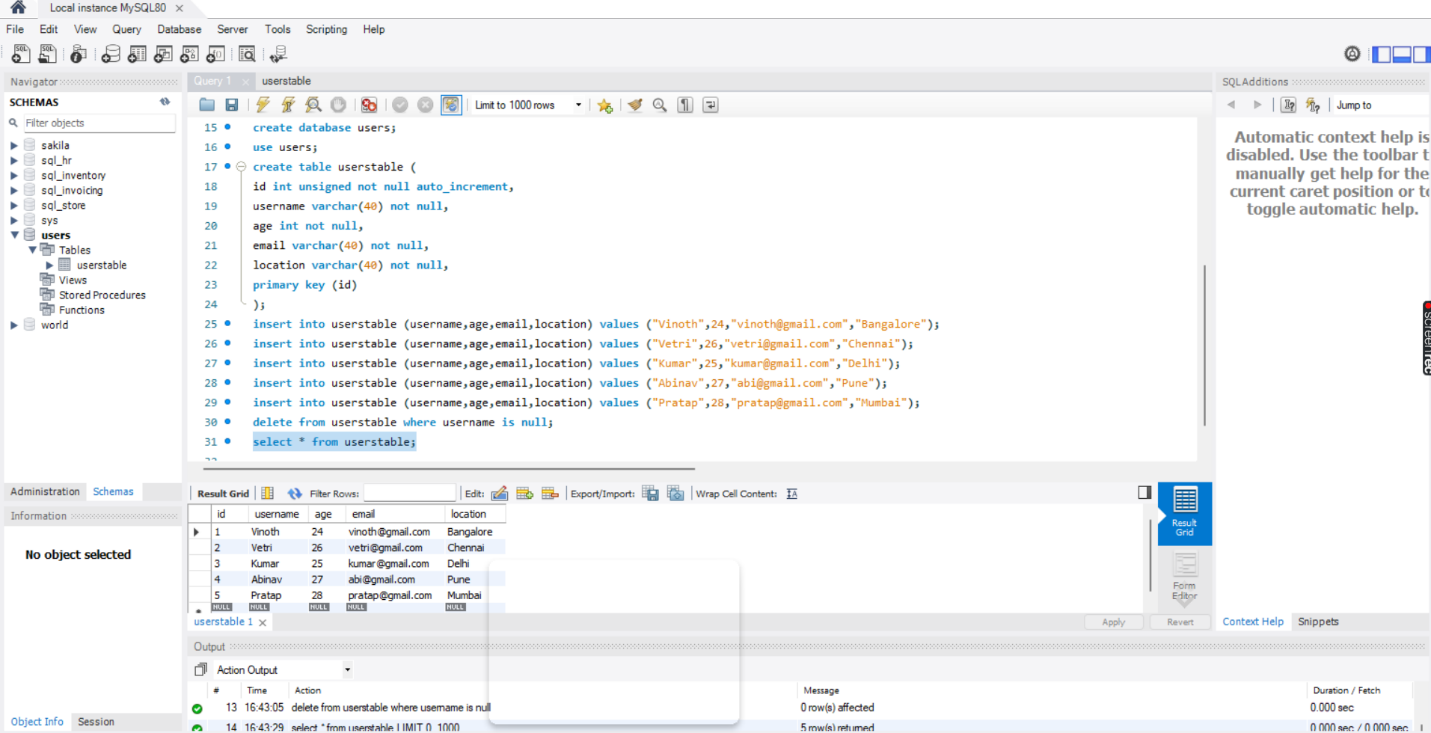 Local instance MySQL80
File Edit View Query Database Server Tools Scripting Help
Navigator
SCHEMAS
Filter objects
sakila
sql_hr
sql_inventory
sql_invoicing
sql_store
sys
users
Tables
userstable
Views
Stored Procedures
Functions
world
Administration Schemas
Information
No object selected
Object Info Session
Query 1 userstable
Limit to 1000 rows
15 create database users;
16 use users;
17 create table userstable (
18 id int unsigned not null auto_increment,
19 username varchar(40) not null,
20 age int not null,
21 email varchar(40) not null,
22 location varchar(40) not null,
23 primary key (id)
24 );
25 insert into userstable (username,age,email,location) values ("Vinoth",24,"vinoth@gmail.com","Bangalore");
26 insert into userstable (username,age,email,location) values ("Vetri",26,"vetri@gmail.com","Chennai");
27 insert into userstable (username,age,email,location) values ("Kumar",25,"kumar@gmail.com","Delhi");
28 insert into userstable (username,age,email,location) values ("Abinav",27,"abi@gmail.com","Pune");
29 insert into userstable (username,age,email,location) values ("Pratap",28,"pratap@gmail.com","Mumbai");
30 delete from userstable where username is null;
31 select * from userstable;
Result Grid Filter Rows: Edit: Export/Import: Wrap Cell Content: IA
id username age email location
1 Vinoth 24 vinoth@gmail.com Bangalore
2 Vetri 26 vetri@gmail.com Chennai
3 Kumar 25 kumar@gmail.com Delhi
4 Abinav 27 abi@gmail.com Pune
5 Pratap 28 pratap@gmail.com Mumbai
NULL NULL NULL NULL NULL
Result
Grid
Form
Editor
userstable 1 Apply Revert
Output
Action Output
# Time Action Message Duration / Fetch
13 16:43:05 delete from userstable where username is null 0 row(s) affected 0.000 sec
14 16:43:29 select * from userstable LIMIT 0, 1000 5 row(s) returned 0.000 sec / 0.000 sec
SQLAdditions
Jump to
Automatic context help is
disabled. Use the toolbar t
manually get help for the
current caret position or to
toggle automatic help.
Context Help Snippets
screenrec